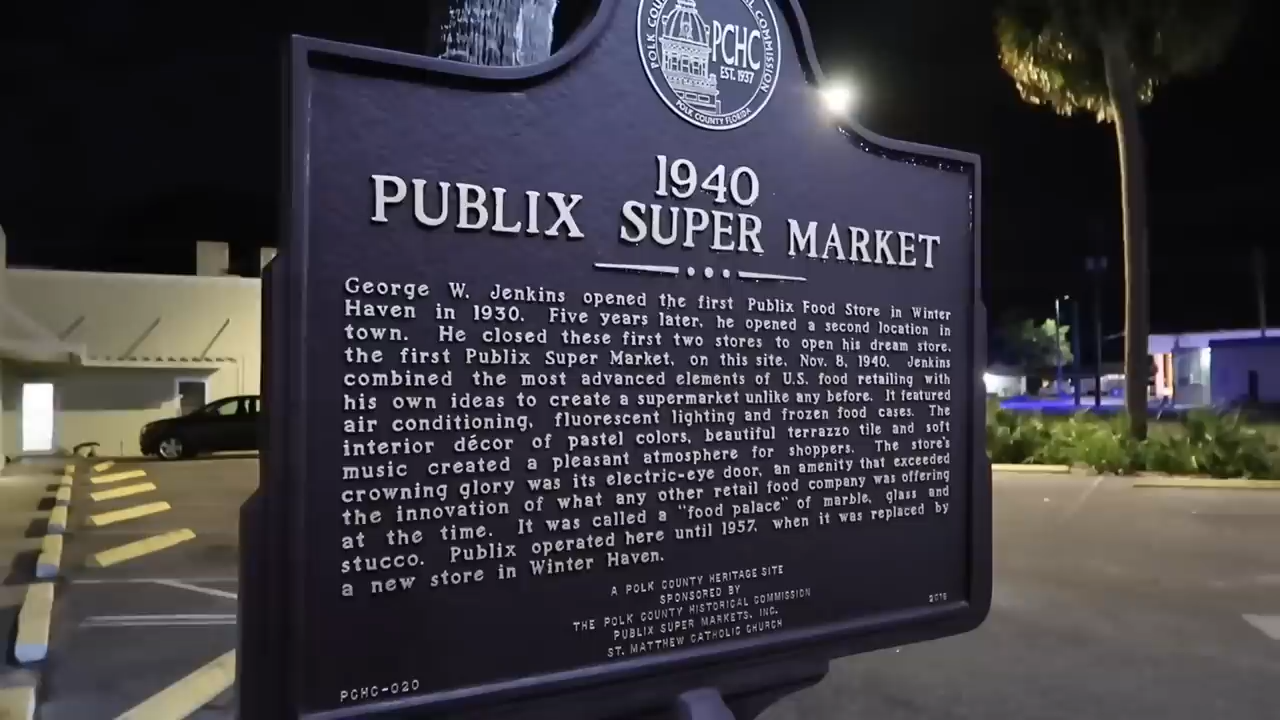 POLK COU
L COMMISSION
PCHC
EST. 1937
POLK COUNTY FLORIDA
1940
PUBLIX SUPER MARKET
George W. Jenkins opened the first Publix Food Store in Winter
Haven in 1930. Five years later, he opened a second location in
town. He closed these first two stores to open his dream store,
the first Publix Super Market, on this site, Nov. 8, 1940. Jenkins
combined the most advanced elements of U.S. food retailing with
his own ideas to create a supermarket unlike any before. It featured
air conditioning, fluorescent lighting and frozen food cases. The
interior décor of pastel colors, beautiful terrazzo tile and soft
music created a pleasant atmosphere for shoppers. The store's
crowning glory was its electric-eye door, an amenity that exceeded
the innovation of what any other retail food company was offering
at the time. It was called a "food palace" of marble, glass and
stucco. Publix operated here until 1957, when it was replaced by
a new store in Winter Haven.
A POLK COUNTY HERITAGE SITE
SPONSORED BY
THE POLK COUNTY HISTORICAL COMMISSION
PUBLIX SUPER MARKETS, INC.
ST. MATTHEW CATHOLIC CHURCH
PCHC-020